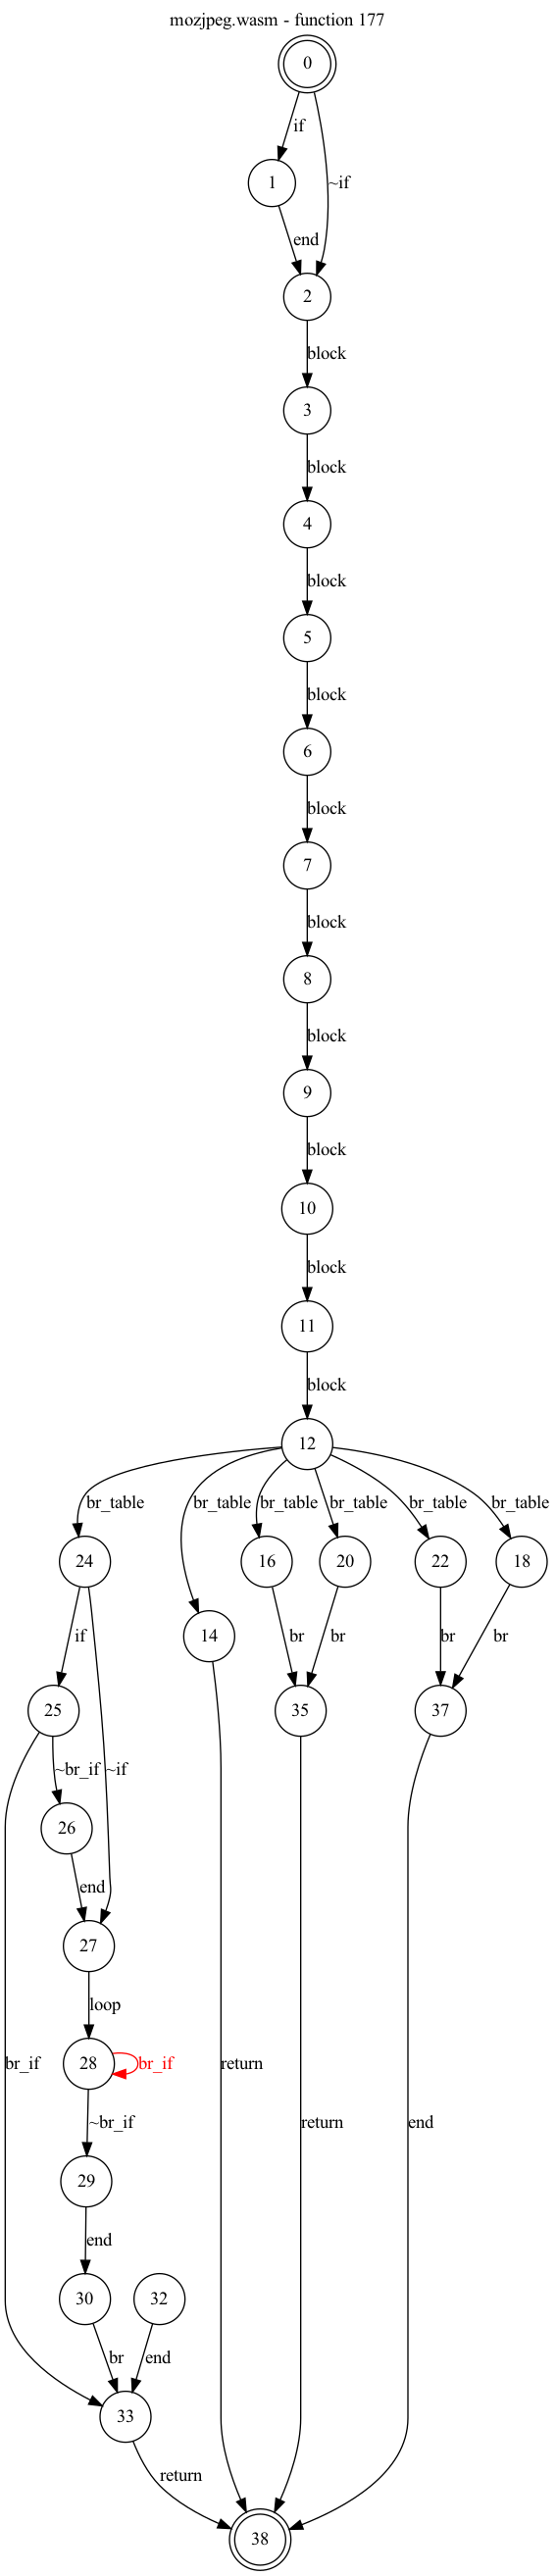 mozjpeg.wasm - function 177
0
if
1
~if
end
2
block
3
block
4
block
5
block
6
block
7
block
8
block
9
block
10
block
11
block
12
br_table br_table br_table br_table br_table br_table
24 16 20 22 18
if 14 br br br br
25 35 37
~br_if ~if
26
end
27
loop
br_if 28 br_if return return end
~br_if
29
end
30 32
br end
33
return
38